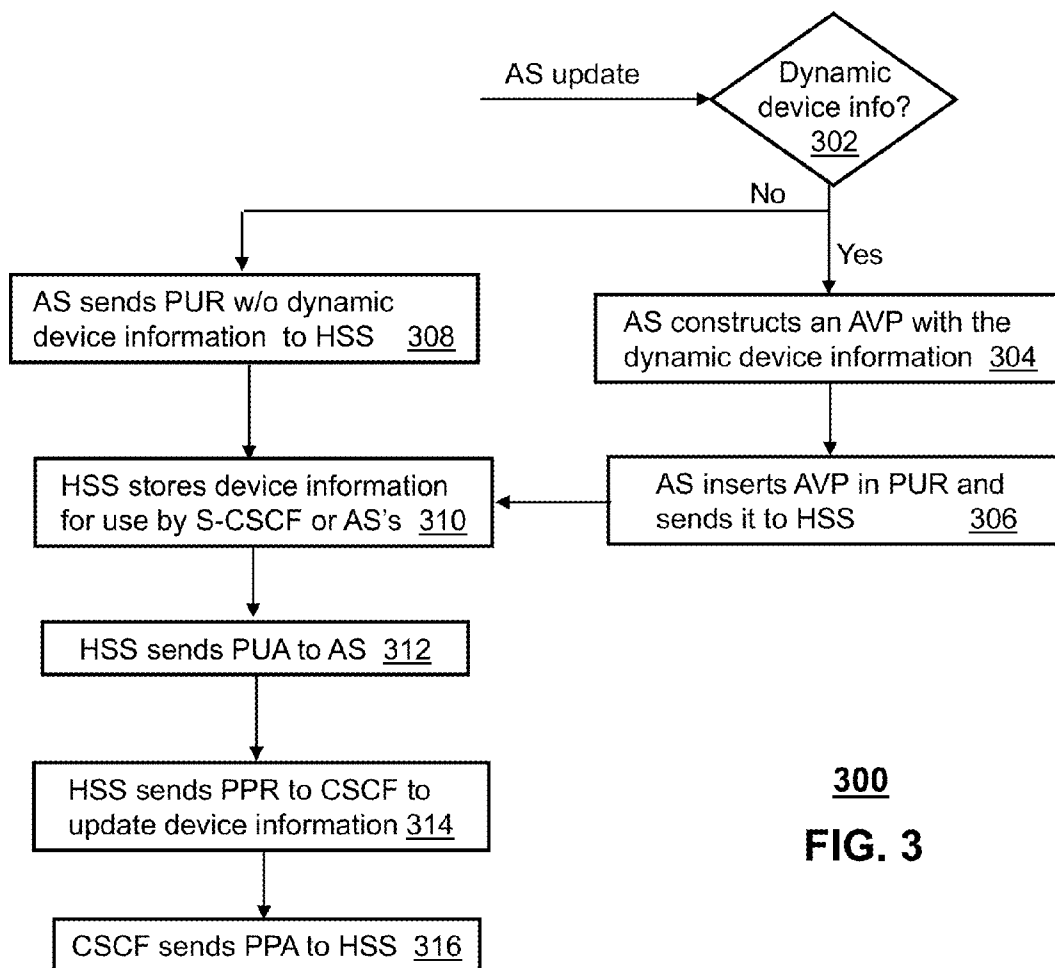 AS update
Dynamic
device info?
302
No
Yes
AS sends PUR w/o dynamic
device information to HSS 308
AS constructs an AVP with the
dynamic device information 304
HSS stores device information
for use by S-CSCF or AS's 310
AS inserts AVP in PUR and
sends it to HSS 306
HSS sends PUA to AS 312
HSS sends PPR to CSCF to
update device information 314
CSCF sends PPA to HSS 316
300
FIG. 3